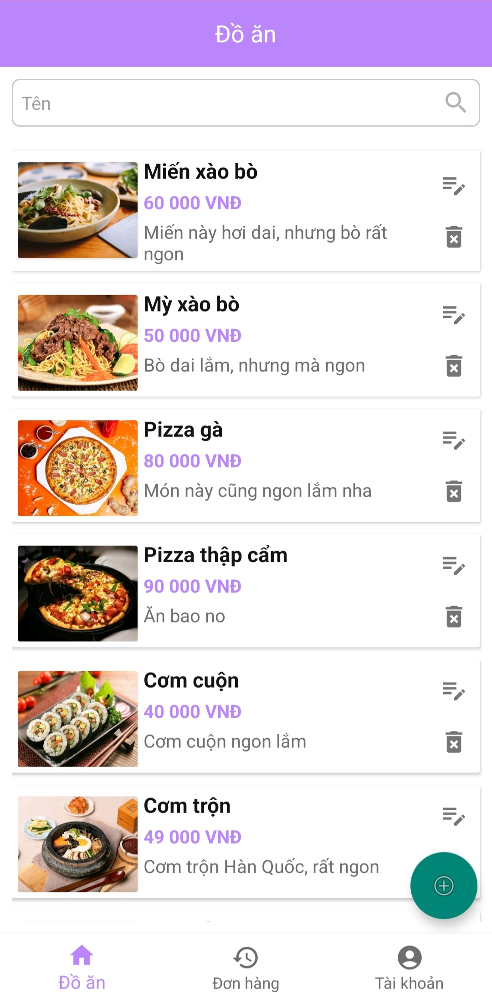 Đồ ăn
Tên
Miến xào bò
60 000 VNĐ
Miến này hơi dai, nhưng bò rất
ngon
Mỳ xào bò
50 000 VNĐ
Bò dai lắm, nhưng mà ngon
Pizza gà
80 000 VNĐ
Món này cũng ngon lắm nha
Pizza thập cẩm
90 000 VNĐ
Ăn bao no
Cơm cuộn
40 000 VNĐ
Cơm cuộn ngon lắm
Cơm trộn
49 000 VNĐ
Cơm trộn Hàn Quốc, rất ngon
Đồ ăn
Đơn hàng
Tài khoản